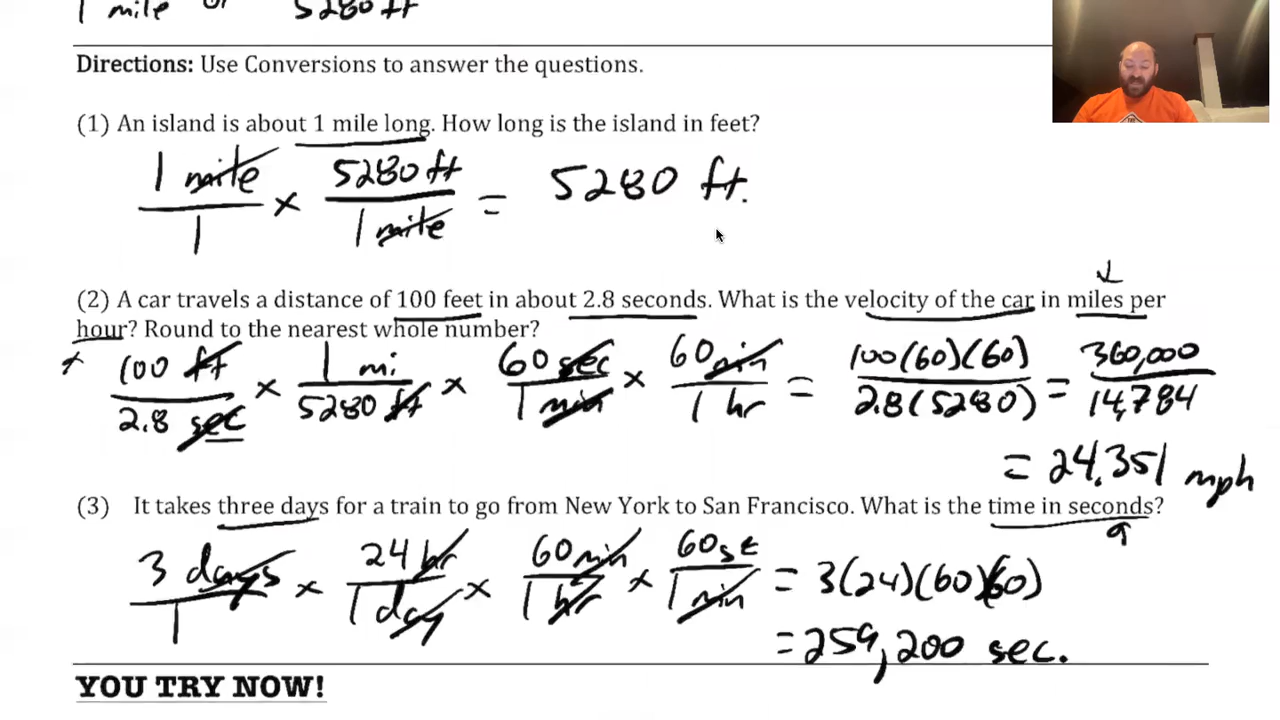 1 mile or 5280 ft
Directions: Use Conversions to answer the questions.
(1) An island is about 1 mile long. How long is the island in feet?
1 mile / 1 × 5280 ft / 1 mile = 5280 ft.
(2) A car travels a distance of 100 feet in about 2.8 seconds. What is the velocity of the car in miles per
hour? Round to the nearest whole number?
100 ft / 2.8 sec × 1 mi / 5280 ft × 60 sec / 1 min × 60 min / 1 hr = 100(60)(60) / 2.8(5280) = 360,000 / 14,784
= 24.351 mph
(3) It takes three days for a train to go from New York to San Francisco. What is the time in seconds?
3 days / 1 × 24 hr / 1 day × 60 min / 1 hr × 60 se / 1 min = 3(24)(60)(60)
= 259,200 sec.
YOU TRY NOW!